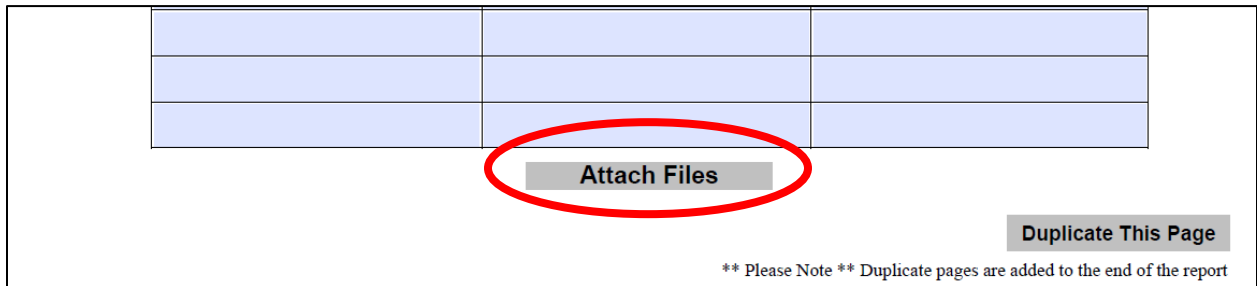 Attach Files
Duplicate This Page
** Please Note ** Duplicate pages are added to the end of the report